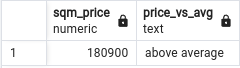 sqm_price price_vs_avg
numeric text
1 180900 above average